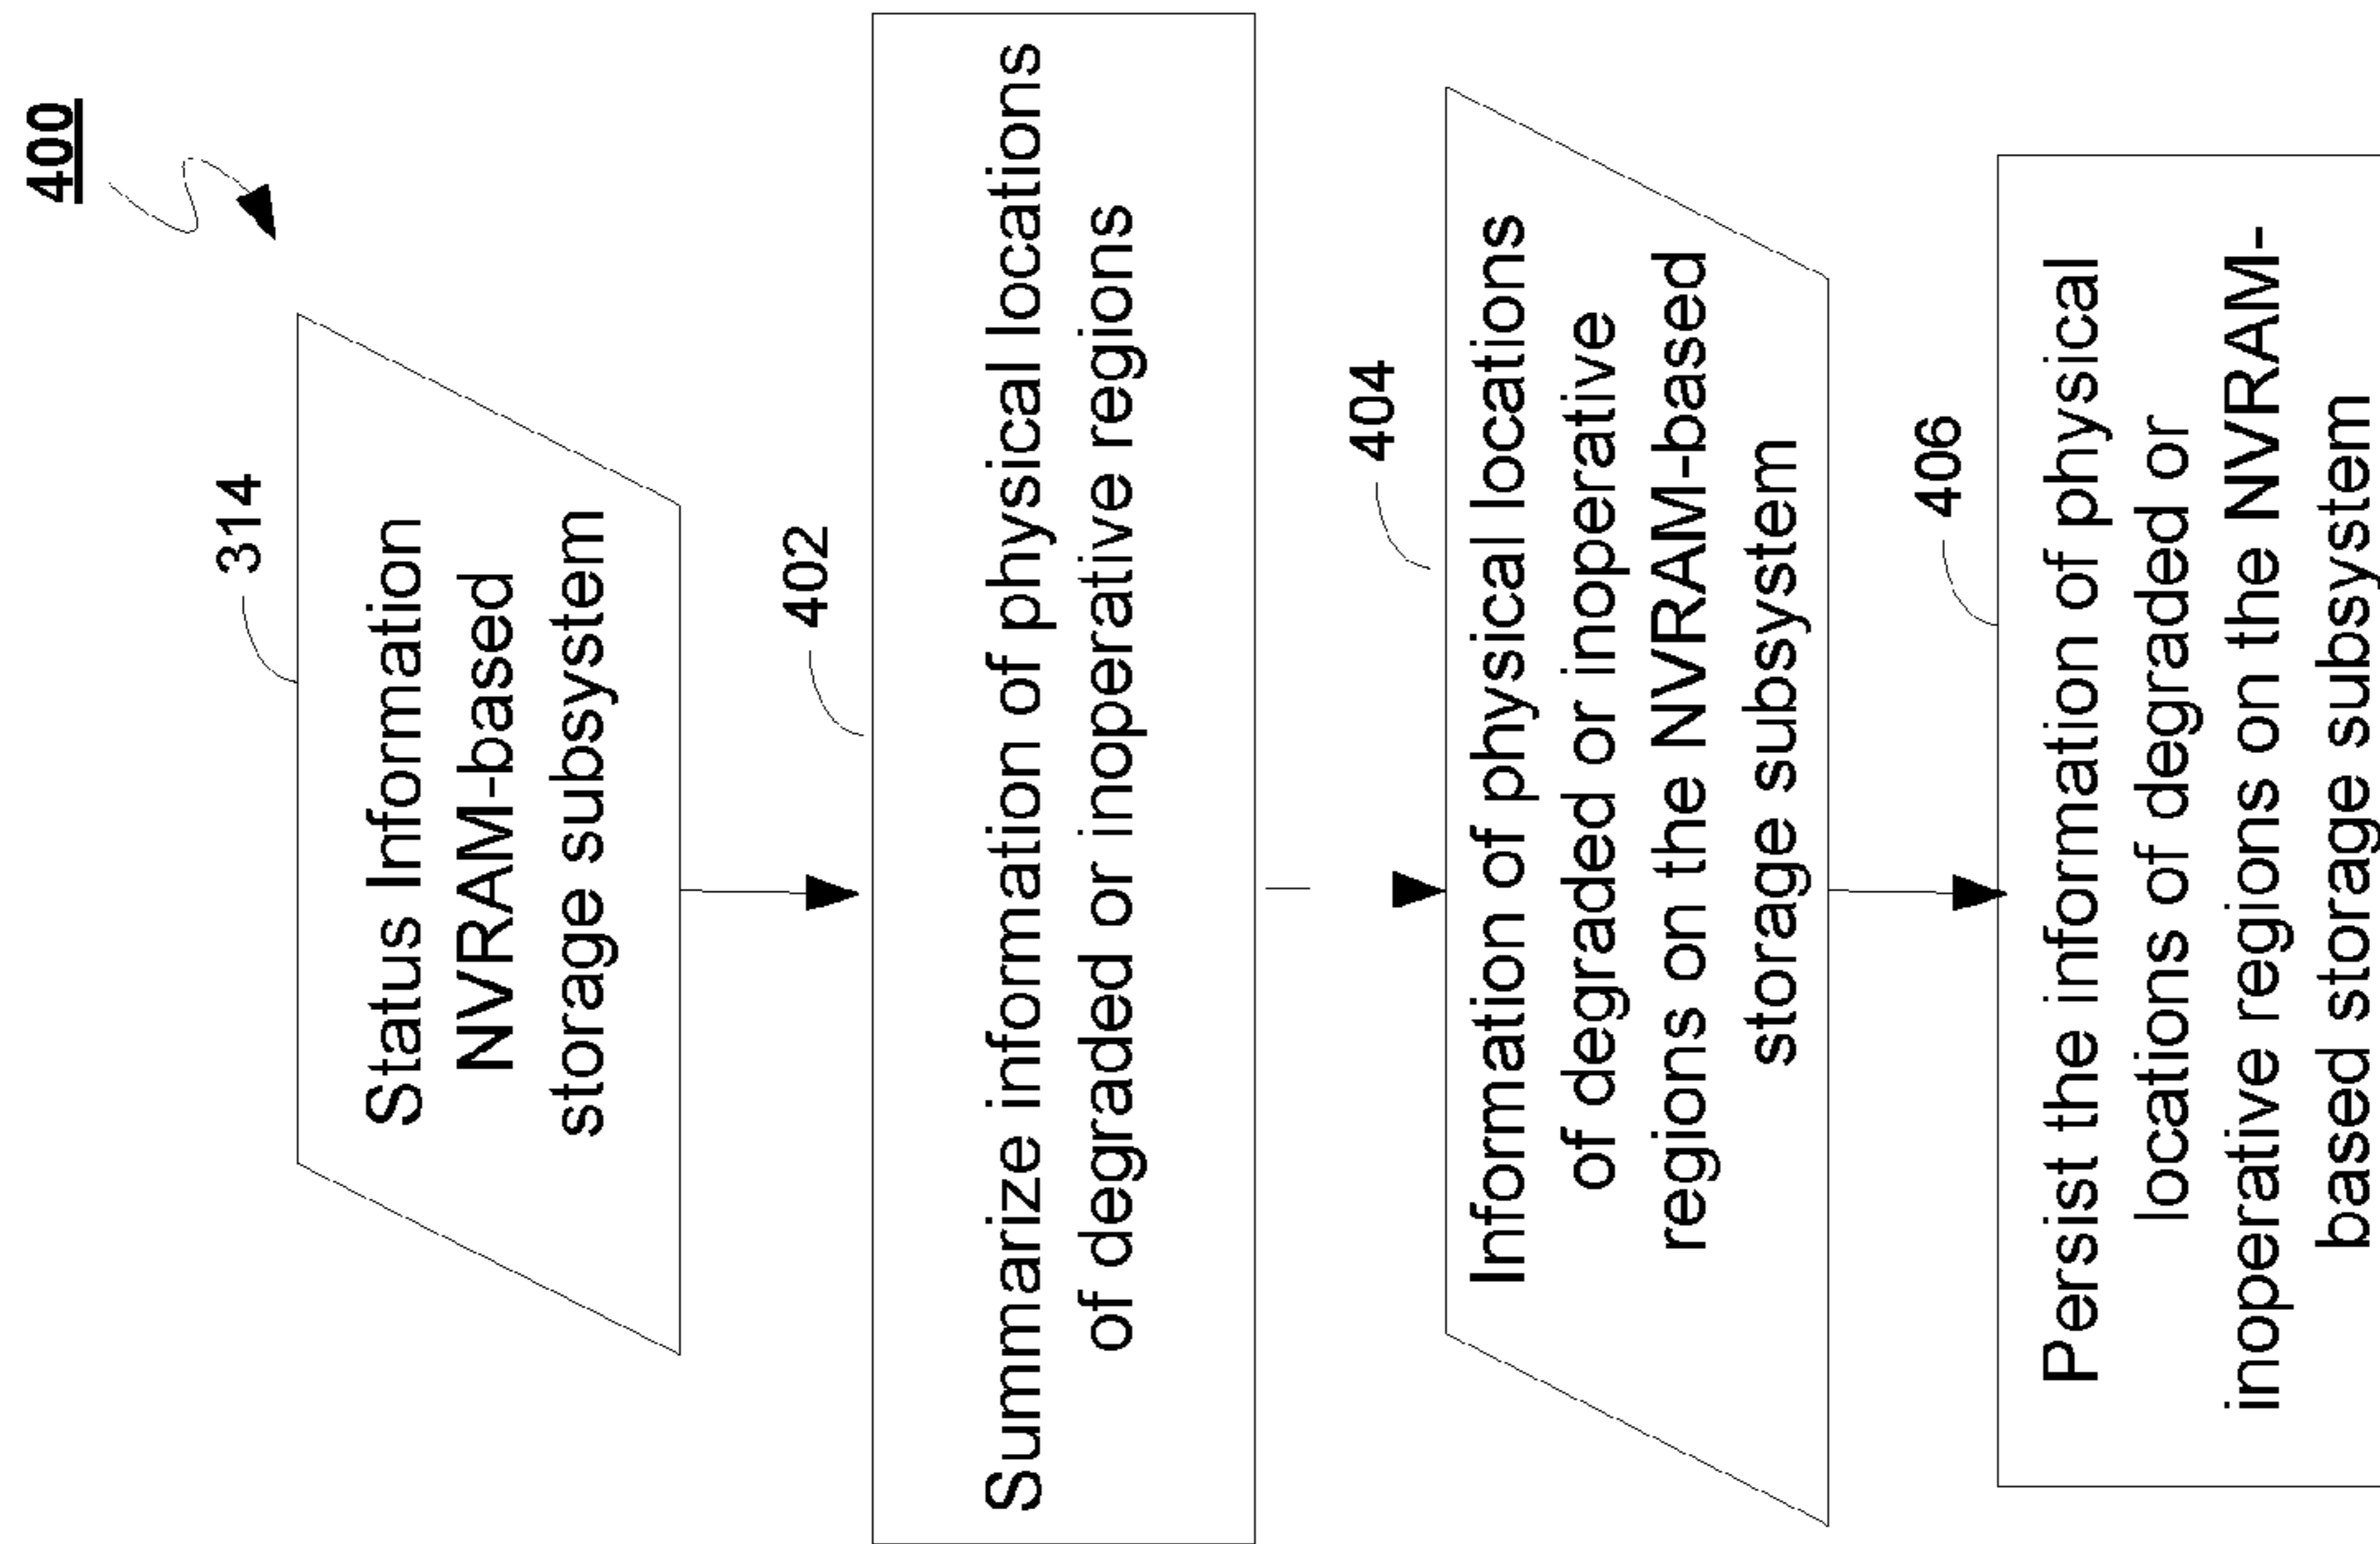 400
314
Status Information
NVRAM-based
storage subsystem
402
Summarize information of physical locations
of degraded or inoperative regions
404
Information of physical locations
of degraded or inoperative
regions on the NVRAM-based
storage subsystem
406
Persist the information of physical
locations of degraded or
inoperative regions on the NVRAM-
based storage subsystem